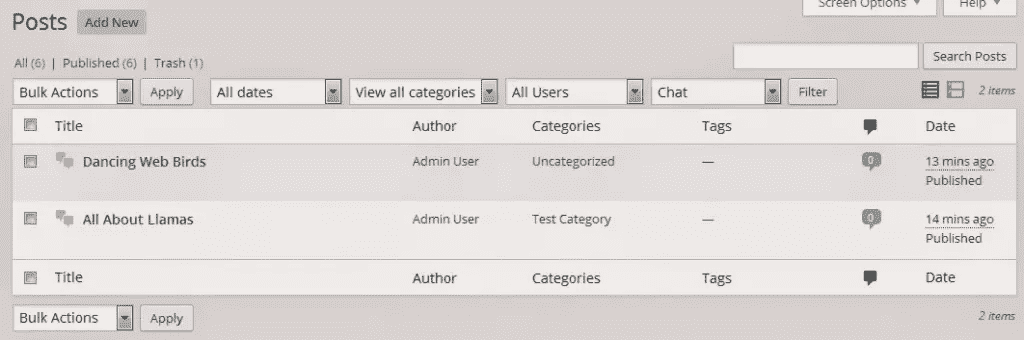 Screen Options Help
Posts Add New
All (6) | Published (6) | Trash (1)
Search Posts
Bulk Actions Apply All dates View all categories All Users Chat Filter 2 items
Title Author Categories Tags Date
Dancing Web Birds Admin User Uncategorized — 0 13 mins ago
Published
All About Llamas Admin User Test Category — 0 14 mins ago
Published
Title Author Categories Tags Date
Bulk Actions Apply 2 items